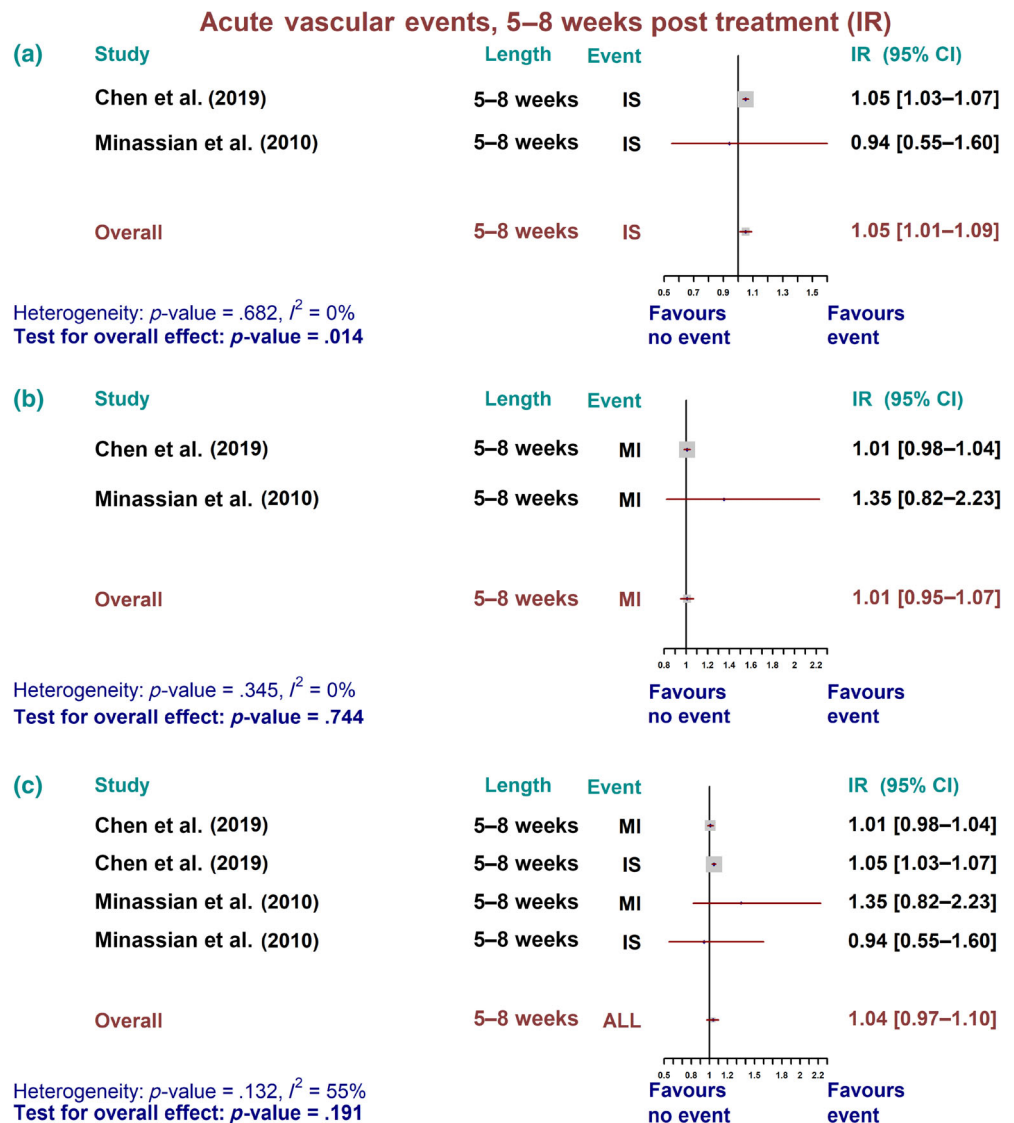 Acute vascular events, 5–8 weeks post treatment (IR)
(a) Study Length Event IR (95% CI)
Chen et al. (2019) 5–8 weeks IS 1.05 [1.03–1.07]
Minassian et al. (2010) 5–8 weeks IS 0.94 [0.55–1.60]
Overall 5–8 weeks IS 1.05 [1.01–1.09]
0.5 0.7 0.9 1.1 1.3 1.5
Heterogeneity: p-value = .682, I² = 0% Favours Favours
Test for overall effect: p-value = .014 no event event
(b) Study Length Event IR (95% CI)
Chen et al. (2019) 5–8 weeks MI 1.01 [0.98–1.04]
Minassian et al. (2010) 5–8 weeks MI 1.35 [0.82–2.23]
Overall 5–8 weeks MI 1.01 [0.95–1.07]
0.8 1 1.2 1.4 1.6 1.8 2 2.2
Heterogeneity: p-value = .345, I² = 0% Favours Favours
Test for overall effect: p-value = .744 no event event
(c) Study Length Event IR (95% CI)
Chen et al. (2019) 5–8 weeks MI 1.01 [0.98–1.04]
Chen et al. (2019) 5–8 weeks IS 1.05 [1.03–1.07]
Minassian et al. (2010) 5–8 weeks MI 1.35 [0.82–2.23]
Minassian et al. (2010) 5–8 weeks IS 0.94 [0.55–1.60]
Overall 5–8 weeks ALL 1.04 [0.97–1.10]
0.5 0.8 1 1.2 1.4 1.6 1.8 2 2.2
Heterogeneity: p-value = .132, I² = 55% Favours Favours
Test for overall effect: p-value = .191 no event event